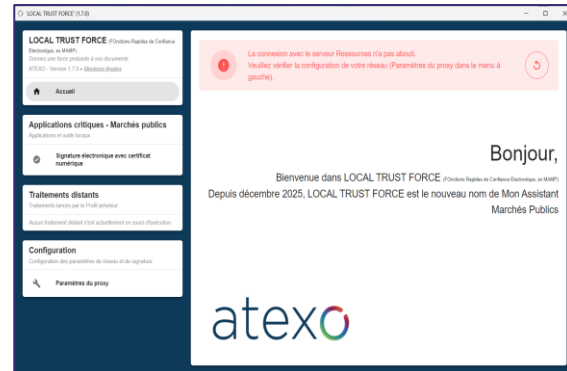 'LOCAL TRUST FORCE' (1.7.0)
LOCAL TRUST FORCE (FOnctions Rapides de Confiance
Electronique, ex MAMP)
Donnez une force probante à vos documents
ATEXO - Version 1.7.0 • Mentions légales
Accueil
Applications critiques - Marchés publics
Applications et outils locaux
Signature électronique avec certificat
numérique
Traitements distants
Traitements lancés par le Profil acheteur
Aucun traitement distant n'est actuellement en cours d'exécution
Configuration
Configuration des paramètres de réseau et de signature
Paramètres du proxy
La connexion avec le serveur Ressources n'a pas abouti.
Veuillez vérifier la configuration de votre réseau (Paramètres du proxy dans le menu à
gauche).
Bonjour,
Bienvenue dans LOCAL TRUST FORCE (FOnctions Rapides de Confiance Electronique, ex MAMP)
Depuis décembre 2025, LOCAL TRUST FORCE est le nouveau nom de Mon Assistant
Marchés Publics
atexo